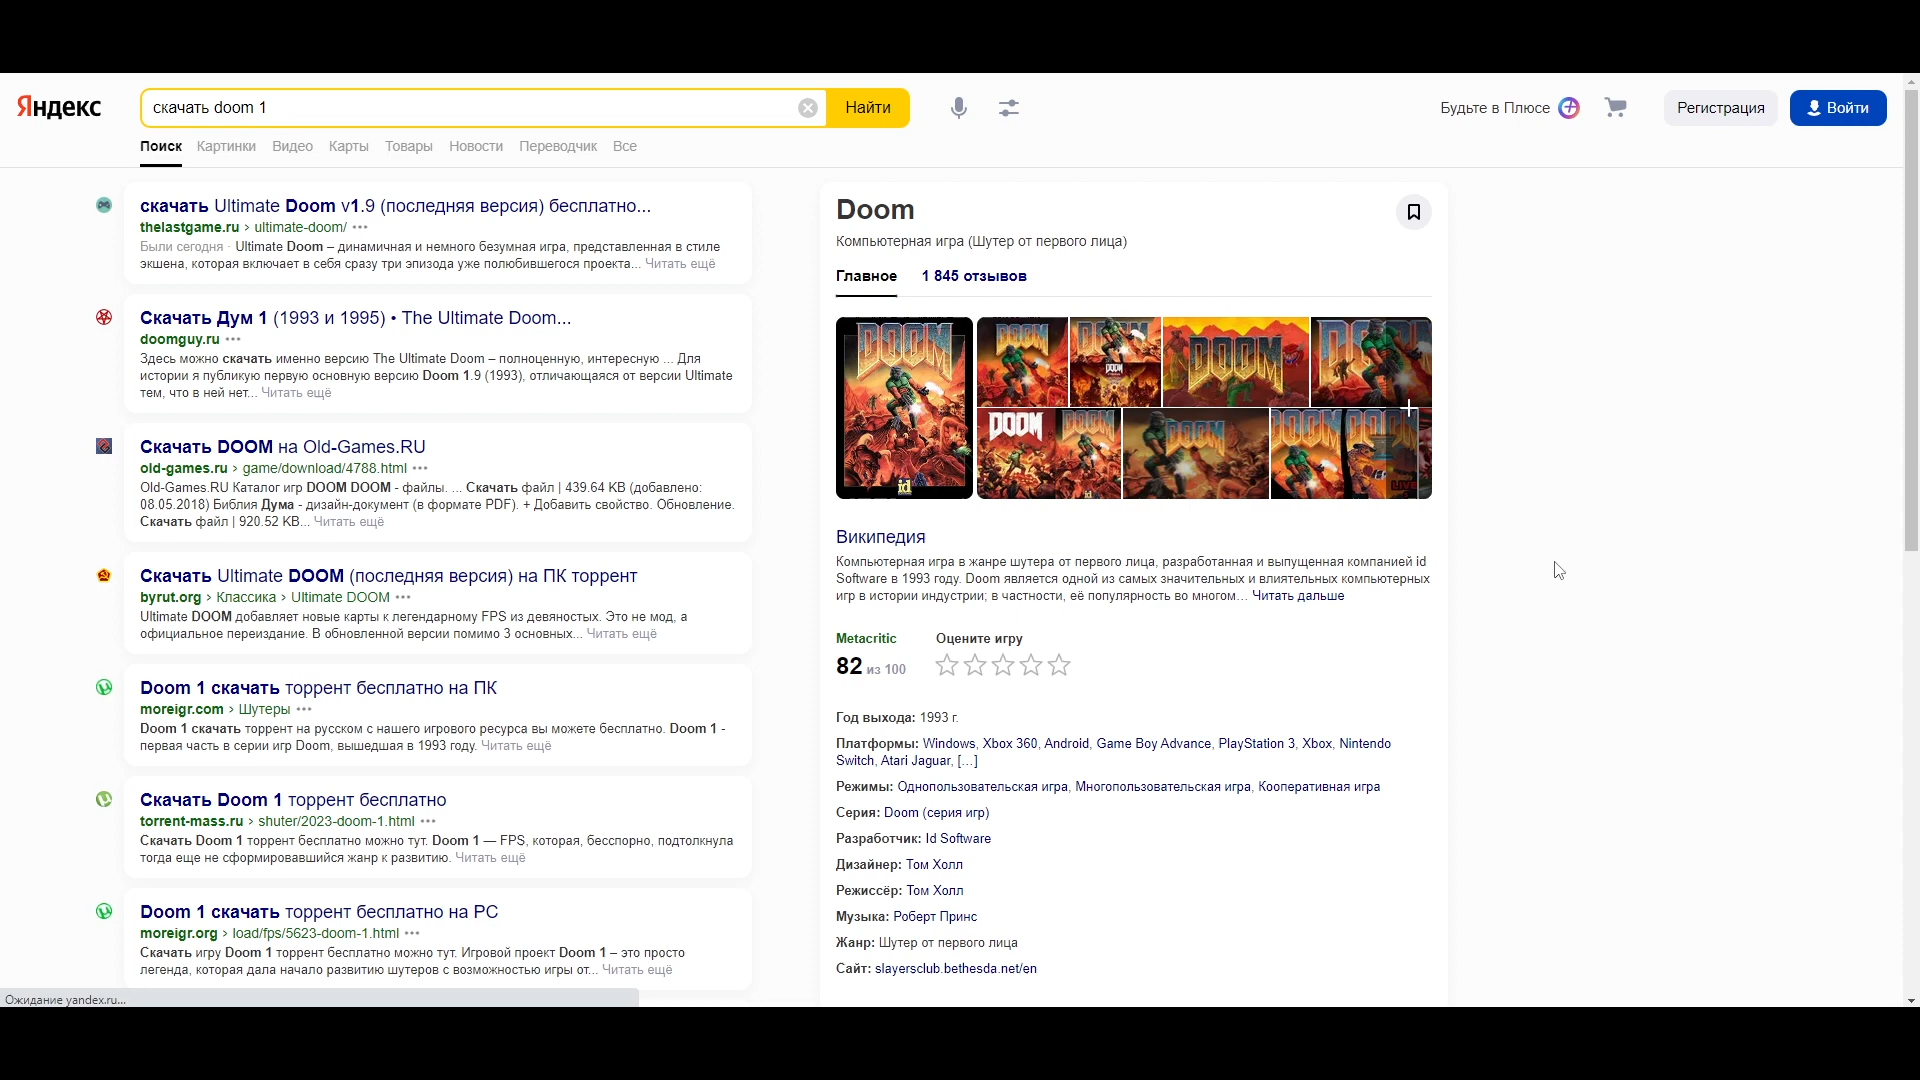 Яндекс
скачать doom 1
Найти
Будьте в Плюсе
Регистрация
Войти
Поиск Картинки Видео Карты Товары Новости Переводчик Все
скачать Ultimate Doom v1.9 (последняя версия) бесплатно...
thelastgame.ru › ultimate-doom/
Были сегодня · Ultimate Doom – динамичная и немного безумная игра, представленная в стиле
экшена, которая включает в себя сразу три эпизода уже полюбившегося проекта... Читать ещё
Скачать Дум 1 (1993 и 1995) • The Ultimate Doom...
doomguy.ru
Здесь можно скачать именно версию The Ultimate Doom – полноценную, интересную ... Для
истории я публикую первую основную версию Doom 1.9 (1993), отличающаяся от версии Ultimate
тем, что в ней нет... Читать ещё
Скачать DOOM на Old-Games.RU
old-games.ru › game/download/4788.html
Old-Games.RU Каталог игр DOOM DOOM - файлы. ... Скачать файл | 439.64 KB (добавлено:
08.05.2018) Библия Дума - дизайн-документ (в формате PDF). + Добавить свойство. Обновление.
Скачать файл | 920.52 KB... Читать ещё
Скачать Ultimate DOOM (последняя версия) на ПК торрент
byrut.org › Классика › Ultimate DOOM
Ultimate DOOM добавляет новые карты к легендарному FPS из девяностых. Это не мод, а
официальное переиздание. В обновленной версии помимо 3 основных... Читать ещё
Doom 1 скачать торрент бесплатно на ПК
moreigr.com › Шутеры
Doom 1 скачать торрент на русском с нашего игрового ресурса вы можете бесплатно. Doom 1 -
первая часть в серии игр Doom, вышедшая в 1993 году. Читать ещё
Скачать Doom 1 торрент бесплатно
torrent-mass.ru › shuter/2023-doom-1.html
Скачать Doom 1 торрент бесплатно можно тут. Doom 1 — FPS, которая, бесспорно, подтолкнула
тогда еще не сформировавшийся жанр к развитию. Читать ещё
Doom 1 скачать торрент бесплатно на PC
moreigr.org › load/fps/5623-doom-1.html
Скачать игру Doom 1 торрент бесплатно можно тут. Игровой проект Doom 1 – это просто
легенда, которая дала начало развитию шутеров с возможностью игры от... Читать ещё
Ожидание yandex.ru...
Doom
Компьютерная игра (Шутер от первого лица)
Главное 1 845 отзывов
DOOM
id
DOOM
DOOM
DOOM
DOOM
DOOM
DOOM
DOOM
DOOM
DOOM
DOOM
LIVE
Википедия
Компьютерная игра в жанре шутера от первого лица, разработанная и выпущенная компанией id
Software в 1993 году. Doom является одной из самых значительных и влиятельных компьютерных
игр в истории индустрии; в частности, её популярность во многом... Читать дальше
Metacritic Оцените игру
82 из 100
Год выхода: 1993 г.
Платформы: Windows, Xbox 360, Android, Game Boy Advance, PlayStation 3, Xbox, Nintendo
Switch, Atari Jaguar, [...]
Режимы: Однопользовательская игра, Многопользовательская игра, Кооперативная игра
Серия: Doom (серия игр)
Разработчик: Id Software
Дизайнер: Том Холл
Режиссёр: Том Холл
Музыка: Роберт Принс
Жанр: Шутер от первого лица
Сайт: slayersclub.bethesda.net/en